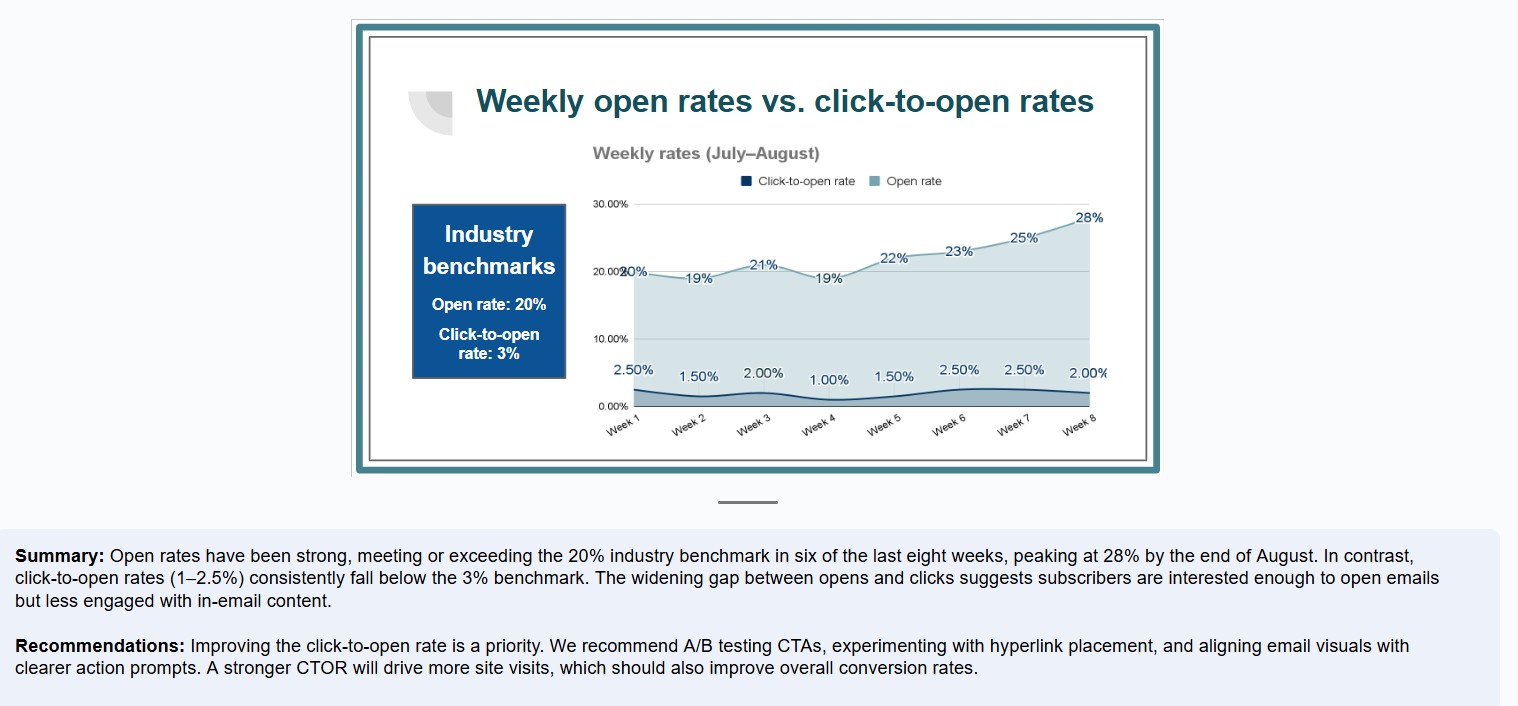 Weekly open rates vs. click-to-open rates
Weekly rates (July–August)
Click-to-open rate
Open rate
Industry
benchmarks
Open rate: 20%
Click-to-open
rate: 3%
30.00%
20.00%
10.00%
0.00%
20%
19%
21%
19%
22%
23%
25%
28%
2.50%
1.50%
2.00%
1.00%
1.50%
2.50%
2.50%
2.00%
Week 1
Week 2
Week 3
Week 4
Week 5
Week 6
Week 7
Week 8
Summary: Open rates have been strong, meeting or exceeding the 20% industry benchmark in six of the last eight weeks, peaking at 28% by the end of August. In contrast,
click-to-open rates (1–2.5%) consistently fall below the 3% benchmark. The widening gap between opens and clicks suggests subscribers are interested enough to open emails
but less engaged with in-email content.
Recommendations: Improving the click-to-open rate is a priority. We recommend A/B testing CTAs, experimenting with hyperlink placement, and aligning email visuals with
clearer action prompts. A stronger CTOR will drive more site visits, which should also improve overall conversion rates.